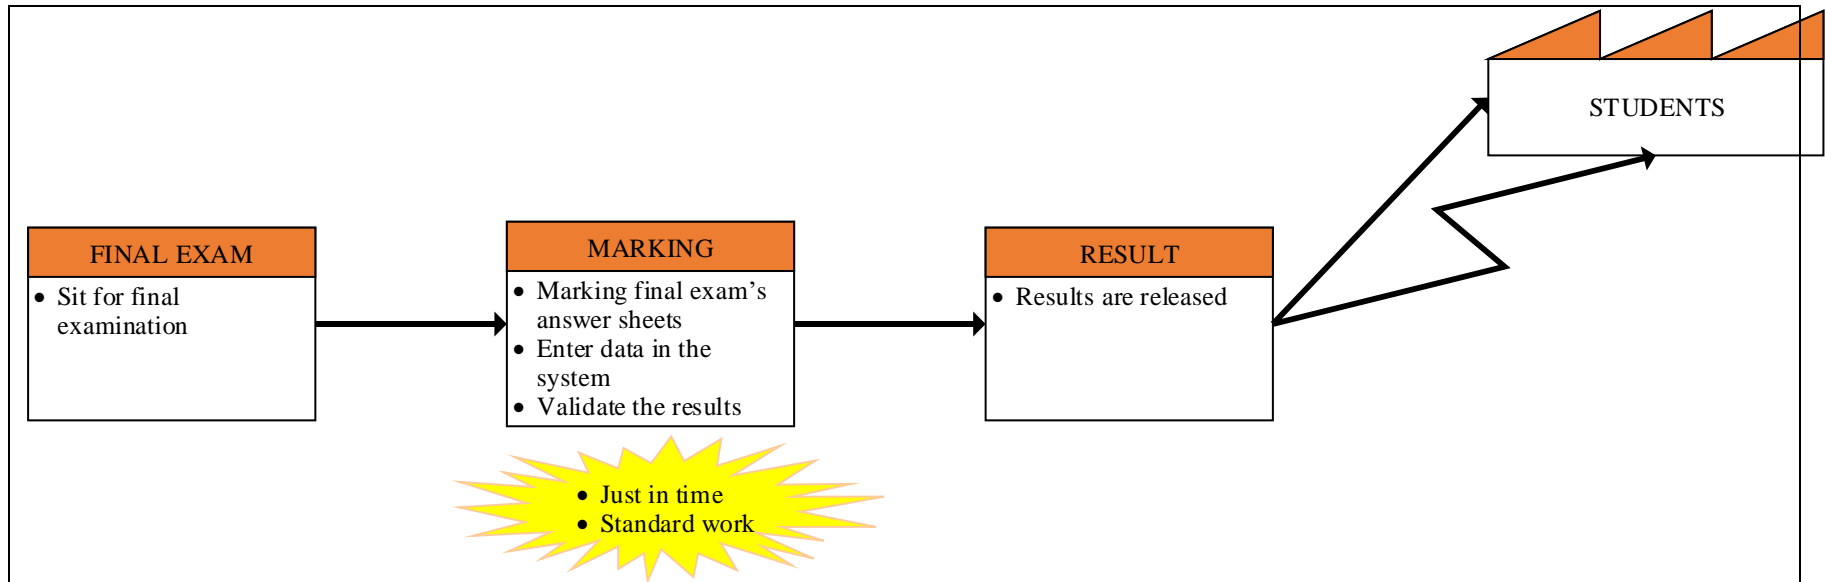 STUDENTS
FINAL EXAM
• Sit for final
examination
MARKING
• Marking final exam’s
answer sheets
• Enter data in the
system
• Validate the results
RESULT
• Results are released
• Just in time
• Standard work